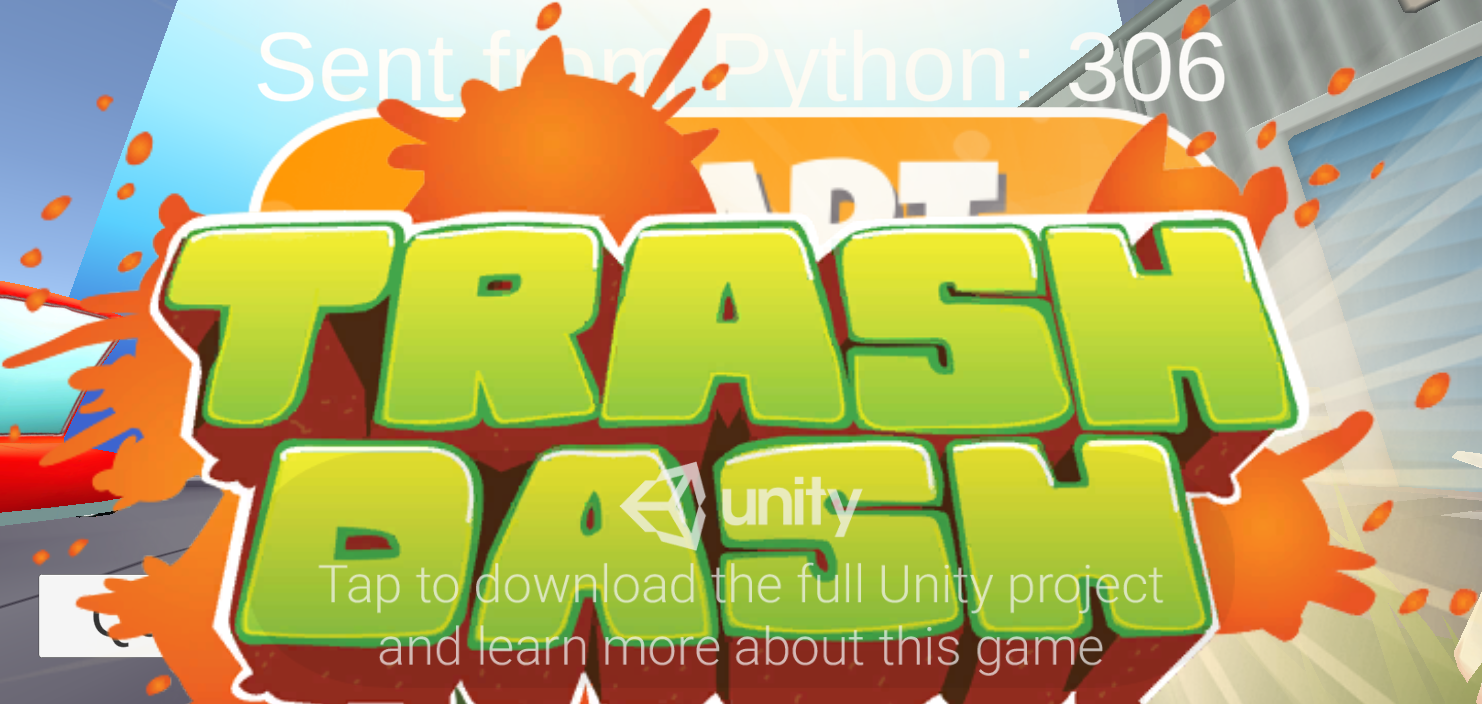 Sent from Python: 306
TRASH
DASH
unity
Tap to download the full Unity project
and learn more about this game